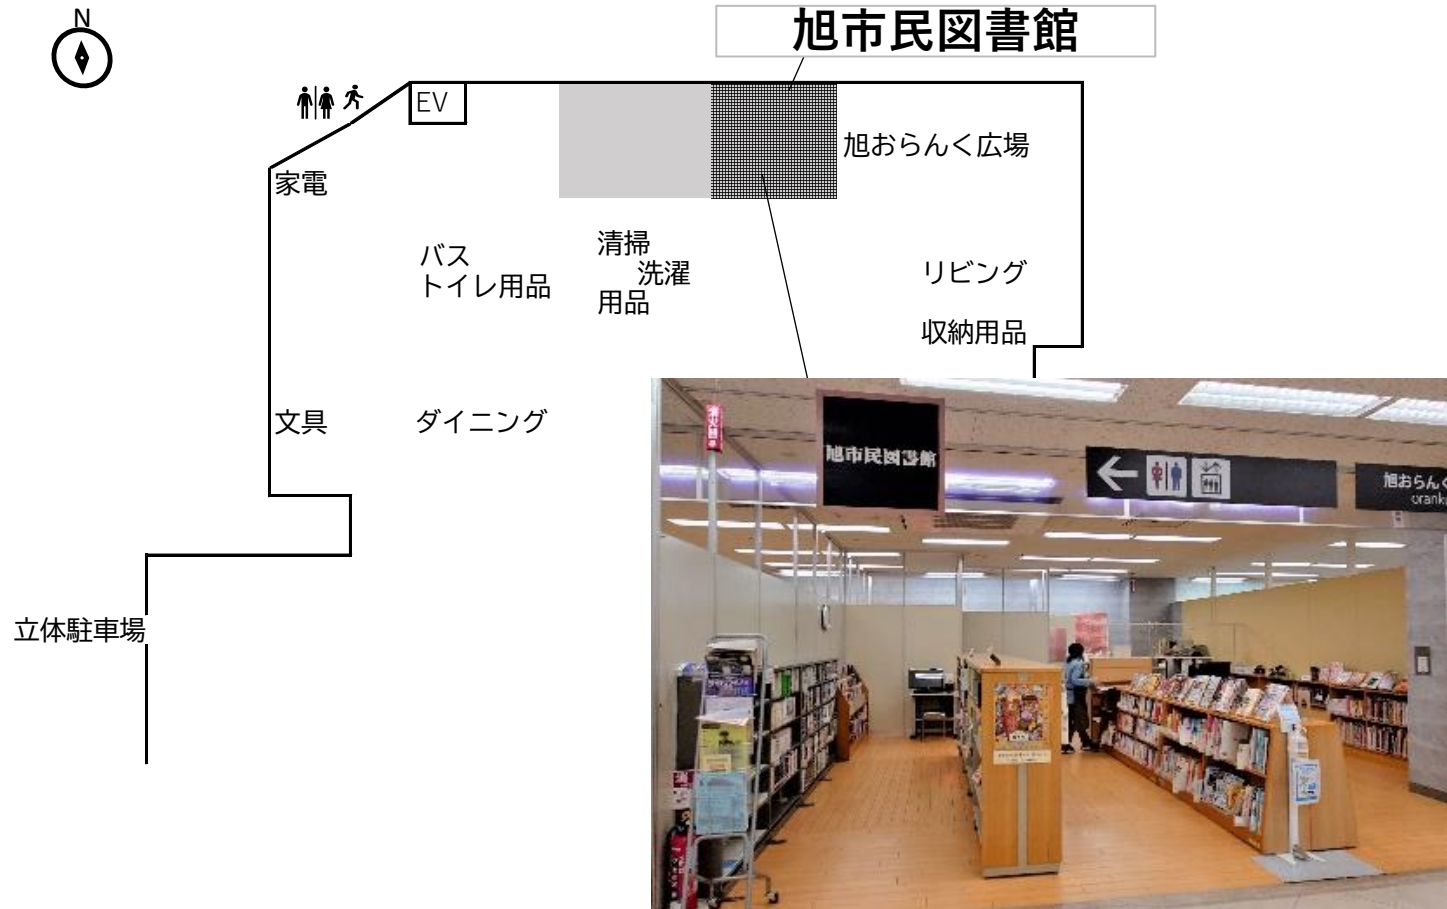 N
旭市民図書館
EV
旭おらんく広場
家電
バス
トイレ用品
清掃
洗濯
用品
リビング
収納用品
文具
ダイニング
立体駐車場
旭市民図書館
旭おらんく
orank